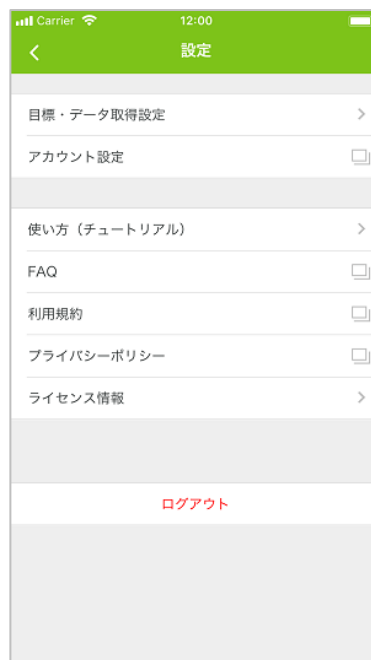 Carrier 12:00
設定
目標・データ取得設定
アカウント設定
使い方（チュートリアル）
FAQ
利用規約
プライバシーポリシー
ライセンス情報
ログアウト